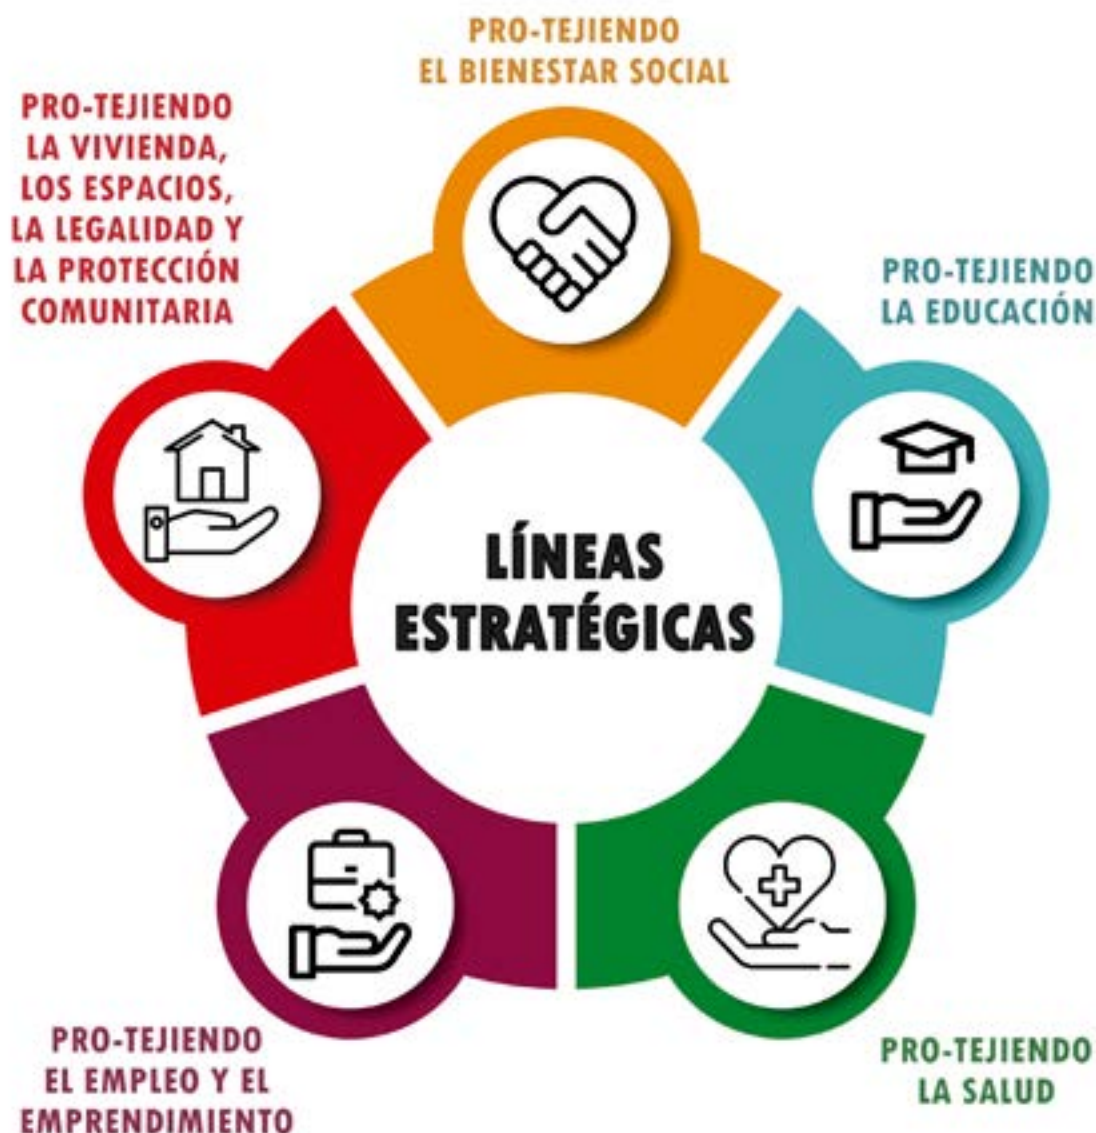 PRO-TEJIENDO
EL BIENESTAR SOCIAL
PRO-TEJIENDO
LA VIVIENDA,
LOS ESPACIOS,
LA LEGALIDAD Y
LA PROTECCIÓN
COMUNITARIA
PRO-TEJIENDO
LA EDUCACIÓN
LÍNEAS
ESTRATÉGICAS
PRO-TEJIENDO
EL EMPLEO Y EL
EMPRENDIMIENTO
PRO-TEJIENDO
LA SALUD